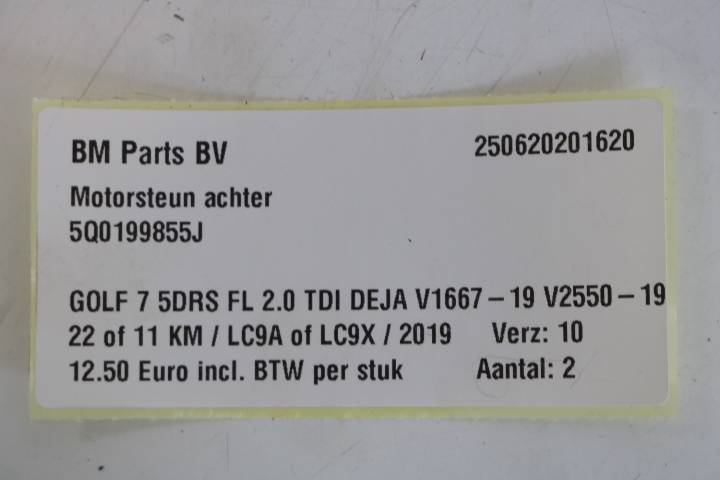 BM Parts BV 250620201620
Motorsteun achter
5Q0199855J
GOLF 7 5DRS FL 2.0 TDI DEJA V1667 – 19 V2550 – 19
22 of 11 KM / LC9A of LC9X / 2019 Verz: 10
12.50 Euro incl. BTW per stuk Aantal: 2